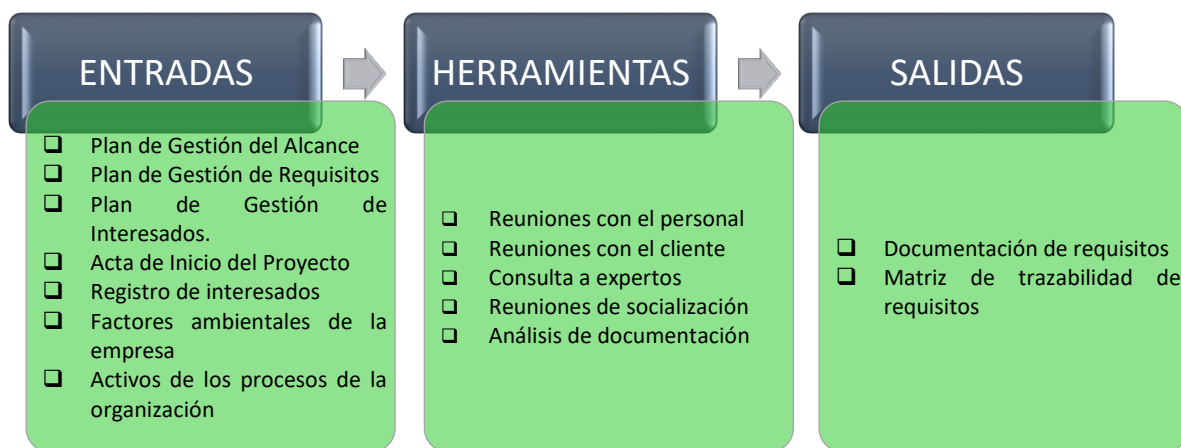 ENTRADAS
❑ Plan de Gestión del Alcance
❑ Plan de Gestión de Requisitos
❑ Plan de Gestión de
Interesados.
❑ Acta de Inicio del Proyecto
❑ Registro de interesados
❑ Factores ambientales de la
empresa
❑ Activos de los procesos de la
organización
HERRAMIENTAS
❑ Reuniones con el personal
❑ Reuniones con el cliente
❑ Consulta a expertos
❑ Reuniones de socialización
❑ Análisis de documentación
SALIDAS
❑ Documentación de requisitos
❑ Matriz de trazabilidad de
requisitos